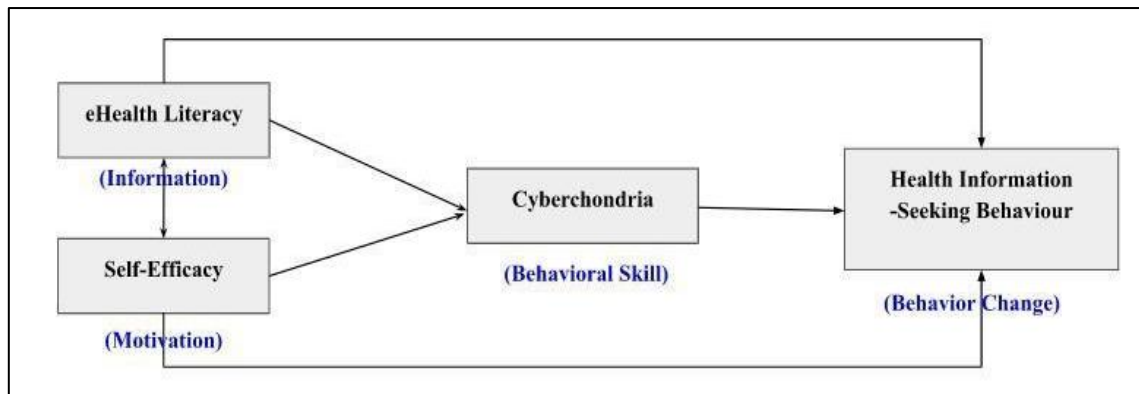 eHealth Literacy
(Information)
Self-Efficacy
(Motivation)
Cyberchondria
(Behavioral Skill)
Health Information
-Seeking Behaviour
(Behavior Change)